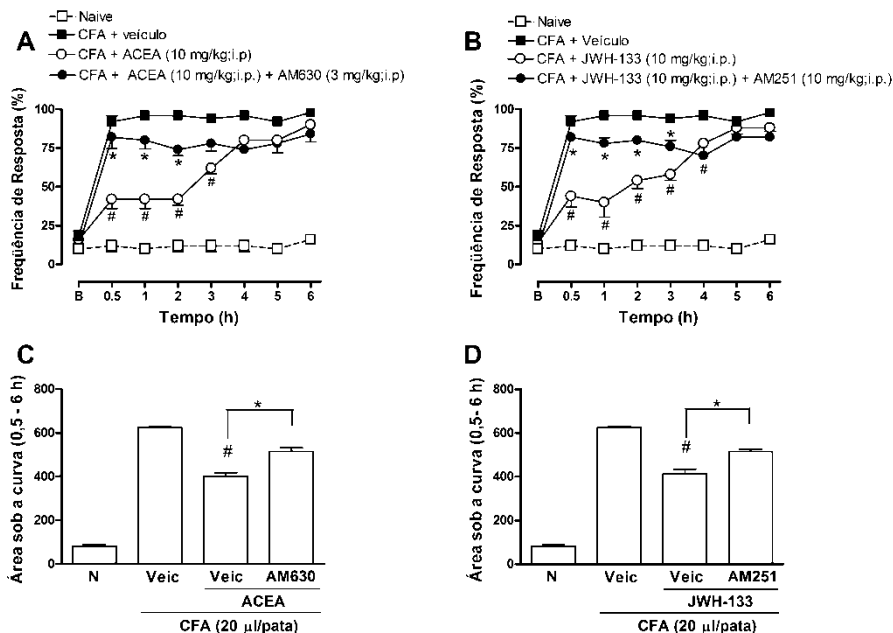 A
Naive
CFA + veículo
CFA + ACEA (10 mg/kg;i.p)
CFA + ACEA (10 mg/kg;i.p.) + AM630 (3 mg/kg;i.p)
Freqüência de Resposta (%)
100
75
50
25
0
* * *
# # # #
B 0.5 1 2 3 4 5 6
Tempo (h)
B
Naive
CFA + Veículo
CFA + JWH-133 (10 mg/kg;i.p.)
CFA + JWH-133 (10 mg/kg;i.p.) + AM251 (10 mg/kg)
Freqüência de Resposta (%)
100
75
50
25
0
* * * *
# # # # #
B 0.5 1 2 3 4 5 6
Tempo (h)
C
Área sob a curva (0,5 - 6 h)
800
600
400
200
0
*
#
N Veic Veic AM630
ACEA
CFA (20 µl/pata)
D
Área sob a curva (0,5 - 6 h)
800
600
400
200
0
*
#
N Veic Veic AM251
JWH-133
CFA (20 µl/pata)